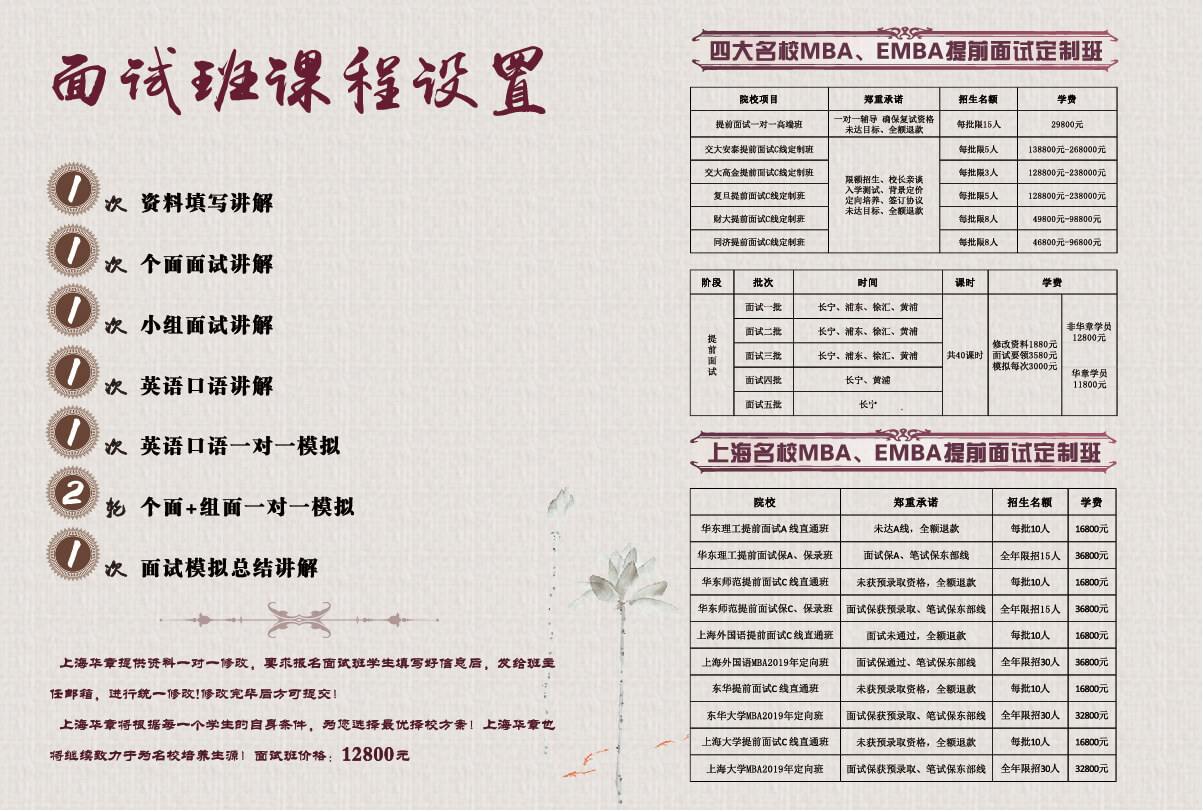 面试班课程设置
1次 资料填写讲解
1次 个面面试讲解
1次 小组面试讲解
1次 英语口语讲解
1次 英语口语一对一模拟
2轮 个面+组面一对一模拟
1次 面试模拟总结讲解
上海华章提供资料一对一修改，要求报名面试班学生填写好信息后，发给班主
任邮箱，进行统一修改!修改完毕后方可提交!
上海华章将根据每一个学生的自身条件，为您选择最优择校方案！上海华章也
将继续致力于为名校培养生源！面试班价格：12800元
四大名校MBA、EMBA提前面试定制班
院校项目 郑重承诺 招生名额 学费
提前面试一对一高端班 一对一辅导 确保复试资格 每批限15人 29800元
未达目标、全额退款
交大安泰提前面试C线定制班 每批限5人 138800元-268000元
交大高金提前面试C线定制班 每批限3人 128800元-238000元
限额招生、校长亲谈
入学测试、背景定价
复旦提前面试C线定制班 每批限5人 128800元-238000元
定向培养、签订协议
未达目标、全额退款
财大提前面试C线定制班 每批限8人 49800元-98800元
同济提前面试C线定制班 每批限8人 46800元-96800元
阶段 批次 时间 课时 学费
提前面试
面试一批 长宁、浦东、徐汇、黄浦
面试二批 长宁、浦东、徐汇、黄浦
面试三批 长宁、浦东、徐汇、黄浦
面试四批 长宁、黄浦
面试五批 长宁
共40课时
修改资料1880元
面试要领3580元
模拟每次3000元
非华章学员
12800元
华章学员
11800元
上海名校MBA、EMBA提前面试定制班
院校 郑重承诺 招生名额 学费
华东理工提前面试A 线直通班 未达A线，全额退款 每批10人 16800元
华东理工提前面试保A、保录班 面试保A、笔试保东部线 全年限招15人 36800元
华东师范提前面试C 线直通班 未获预录取资格，全额退款 每批10人 16800元
华东师范提前面试保C、保录班 面试保获预录取、笔试保东部线 全年限招15人 36800元
上海外国语提前面试C 线直通班 面试未通过，全额退款 每批10人 16800元
上海外国语MBA2019年定向班 面试保通过、笔试保东部线 全年限招30人 36800元
东华提前面试C 线直通班 未获预录取资格，全额退款 每批10人 16800元
东华大学MBA2019年定向班 面试保获预录取、笔试保东部线 全年限招30人 32800元
上海大学提前面试C 线直通班 未获预录取资格，全额退款 每批10人 16800元
上海大学MBA2019年定向班 面试保获预录取、笔试保东部线 全年限招30人 32800元